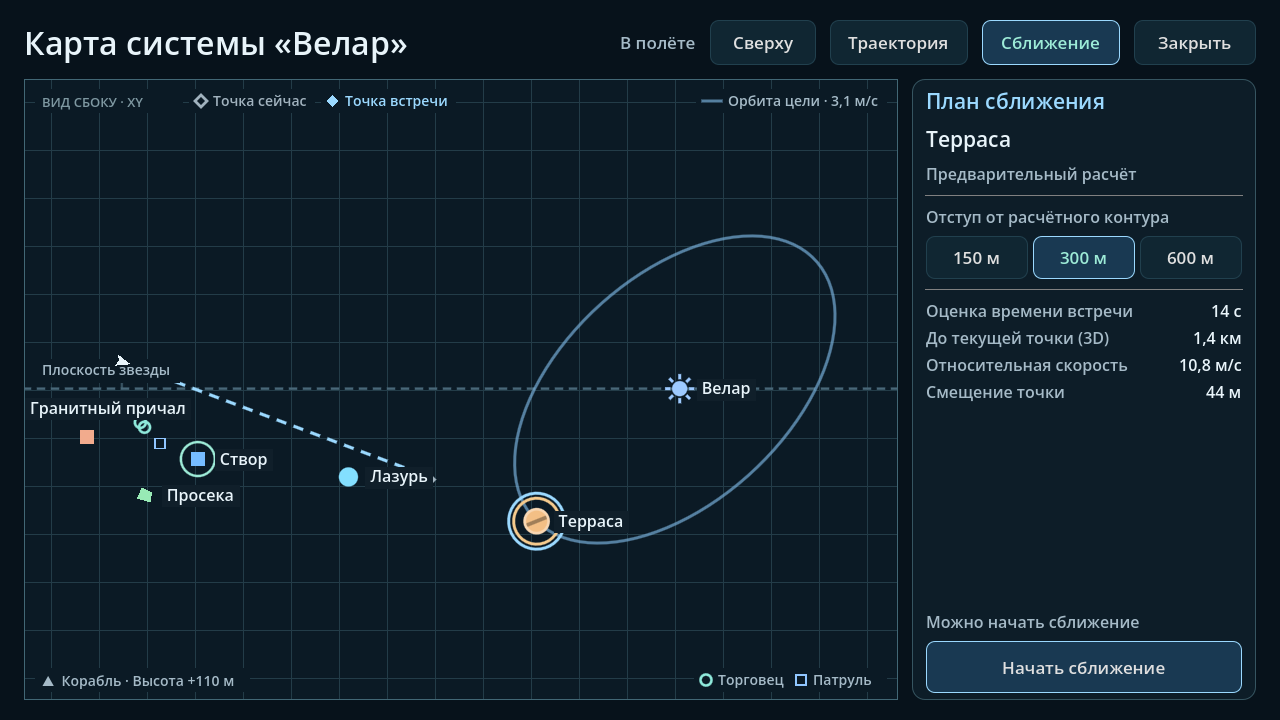 Карта системы «Велар»
В полёте
Сверху
Траектория
Сближение
Закрыть
ВИД СБОКУ · XY
Точка сейчас
Точка встречи
Орбита цели · 3,1 м/с
Плоскость звезды
Велар
Гранитный причал
Створ
Лазурь
Просека
Терраса
Корабль · Высота +110 м
Торговец
Патруль
План сближения
Терраса
Предварительный расчёт
Отступ от расчётного контура
150 м
300 м
600 м
Оценка времени встречи 14 с
До текущей точки (3D) 1,4 км
Относительная скорость 10,8 м/с
Смещение точки 44 м
Можно начать сближение
Начать сближение